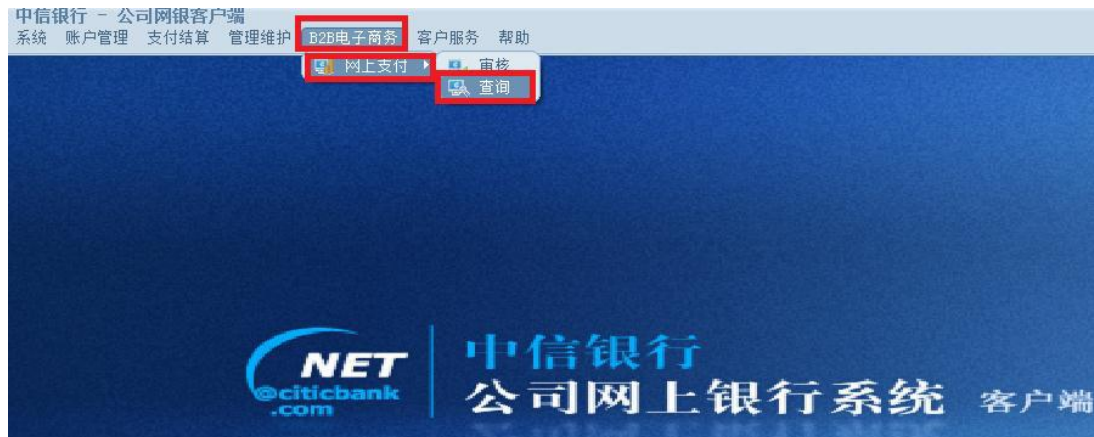 中信银行 - 公司网银客户端
系统 账户管理 支付结算 管理维护 B2B电子商务 客户服务 帮助
网上支付 审核
查询
NET
@citicbank
.com
中信银行
公司网上银行系统 客户端